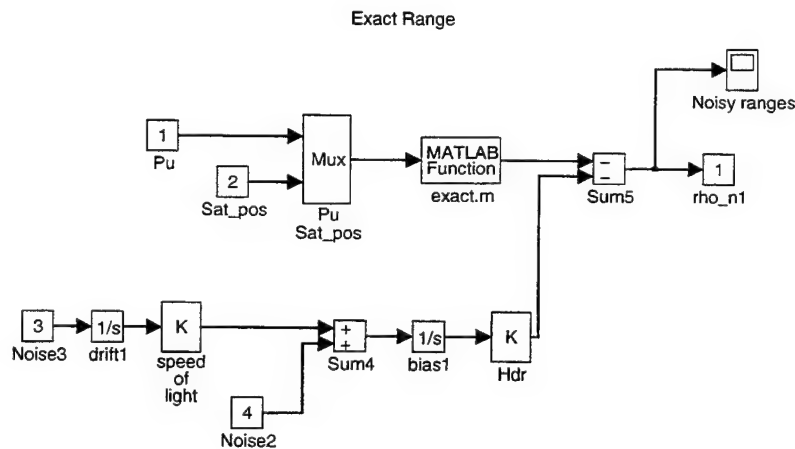 Exact Range
Noisy ranges
1
Pu
2
Sat_pos
Mux
Pu
Sat_pos
MATLAB
Function
exact.m
−
−
Sum5
1
rho_n1
3
Noise3
1/s
drift1
K
speed
of
light
4
Noise2
+
+
Sum4
1/s
bias1
K
Hdr